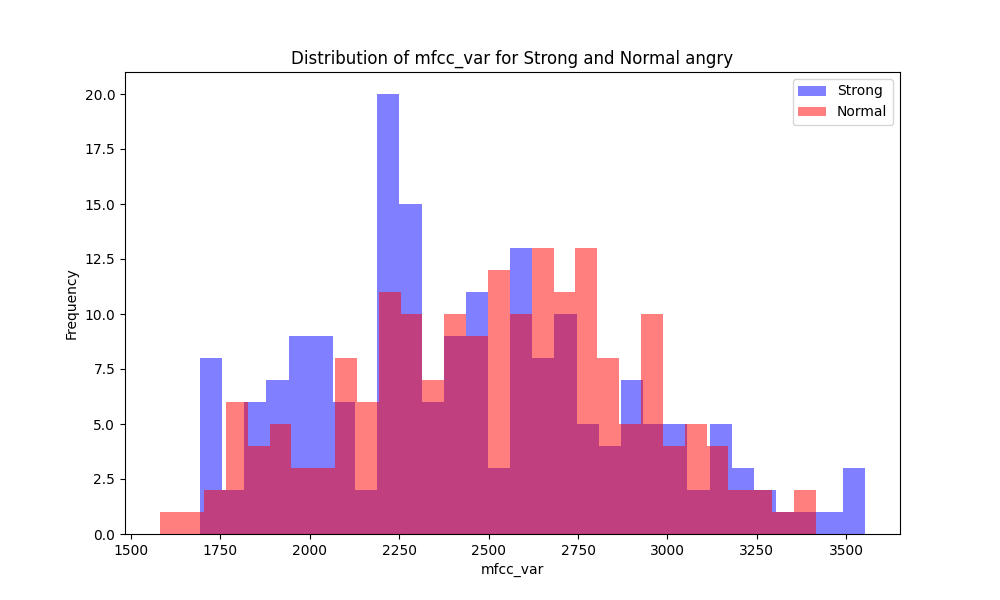 Distribution of mfcc_var for Strong and Normal angry
Strong
Normal
20.0
17.5
15.0
12.5
10.0
7.5
5.0
2.5
0.0
Frequency
1500 1750 2000 2250 2500 2750 3000 3250 3500
mfcc_var